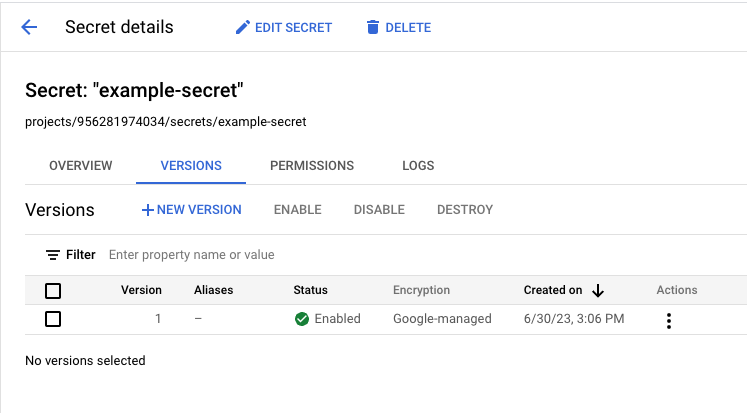 Secret details EDIT SECRET DELETE
Secret: "example-secret"
projects/956281974034/secrets/example-secret
OVERVIEW VERSIONS PERMISSIONS LOGS
Versions + NEW VERSION ENABLE DISABLE DESTROY
Filter Enter property name or value
Version Aliases Status Encryption Created on Actions
1 – Enabled Google-managed 6/30/23, 3:06 PM
No versions selected